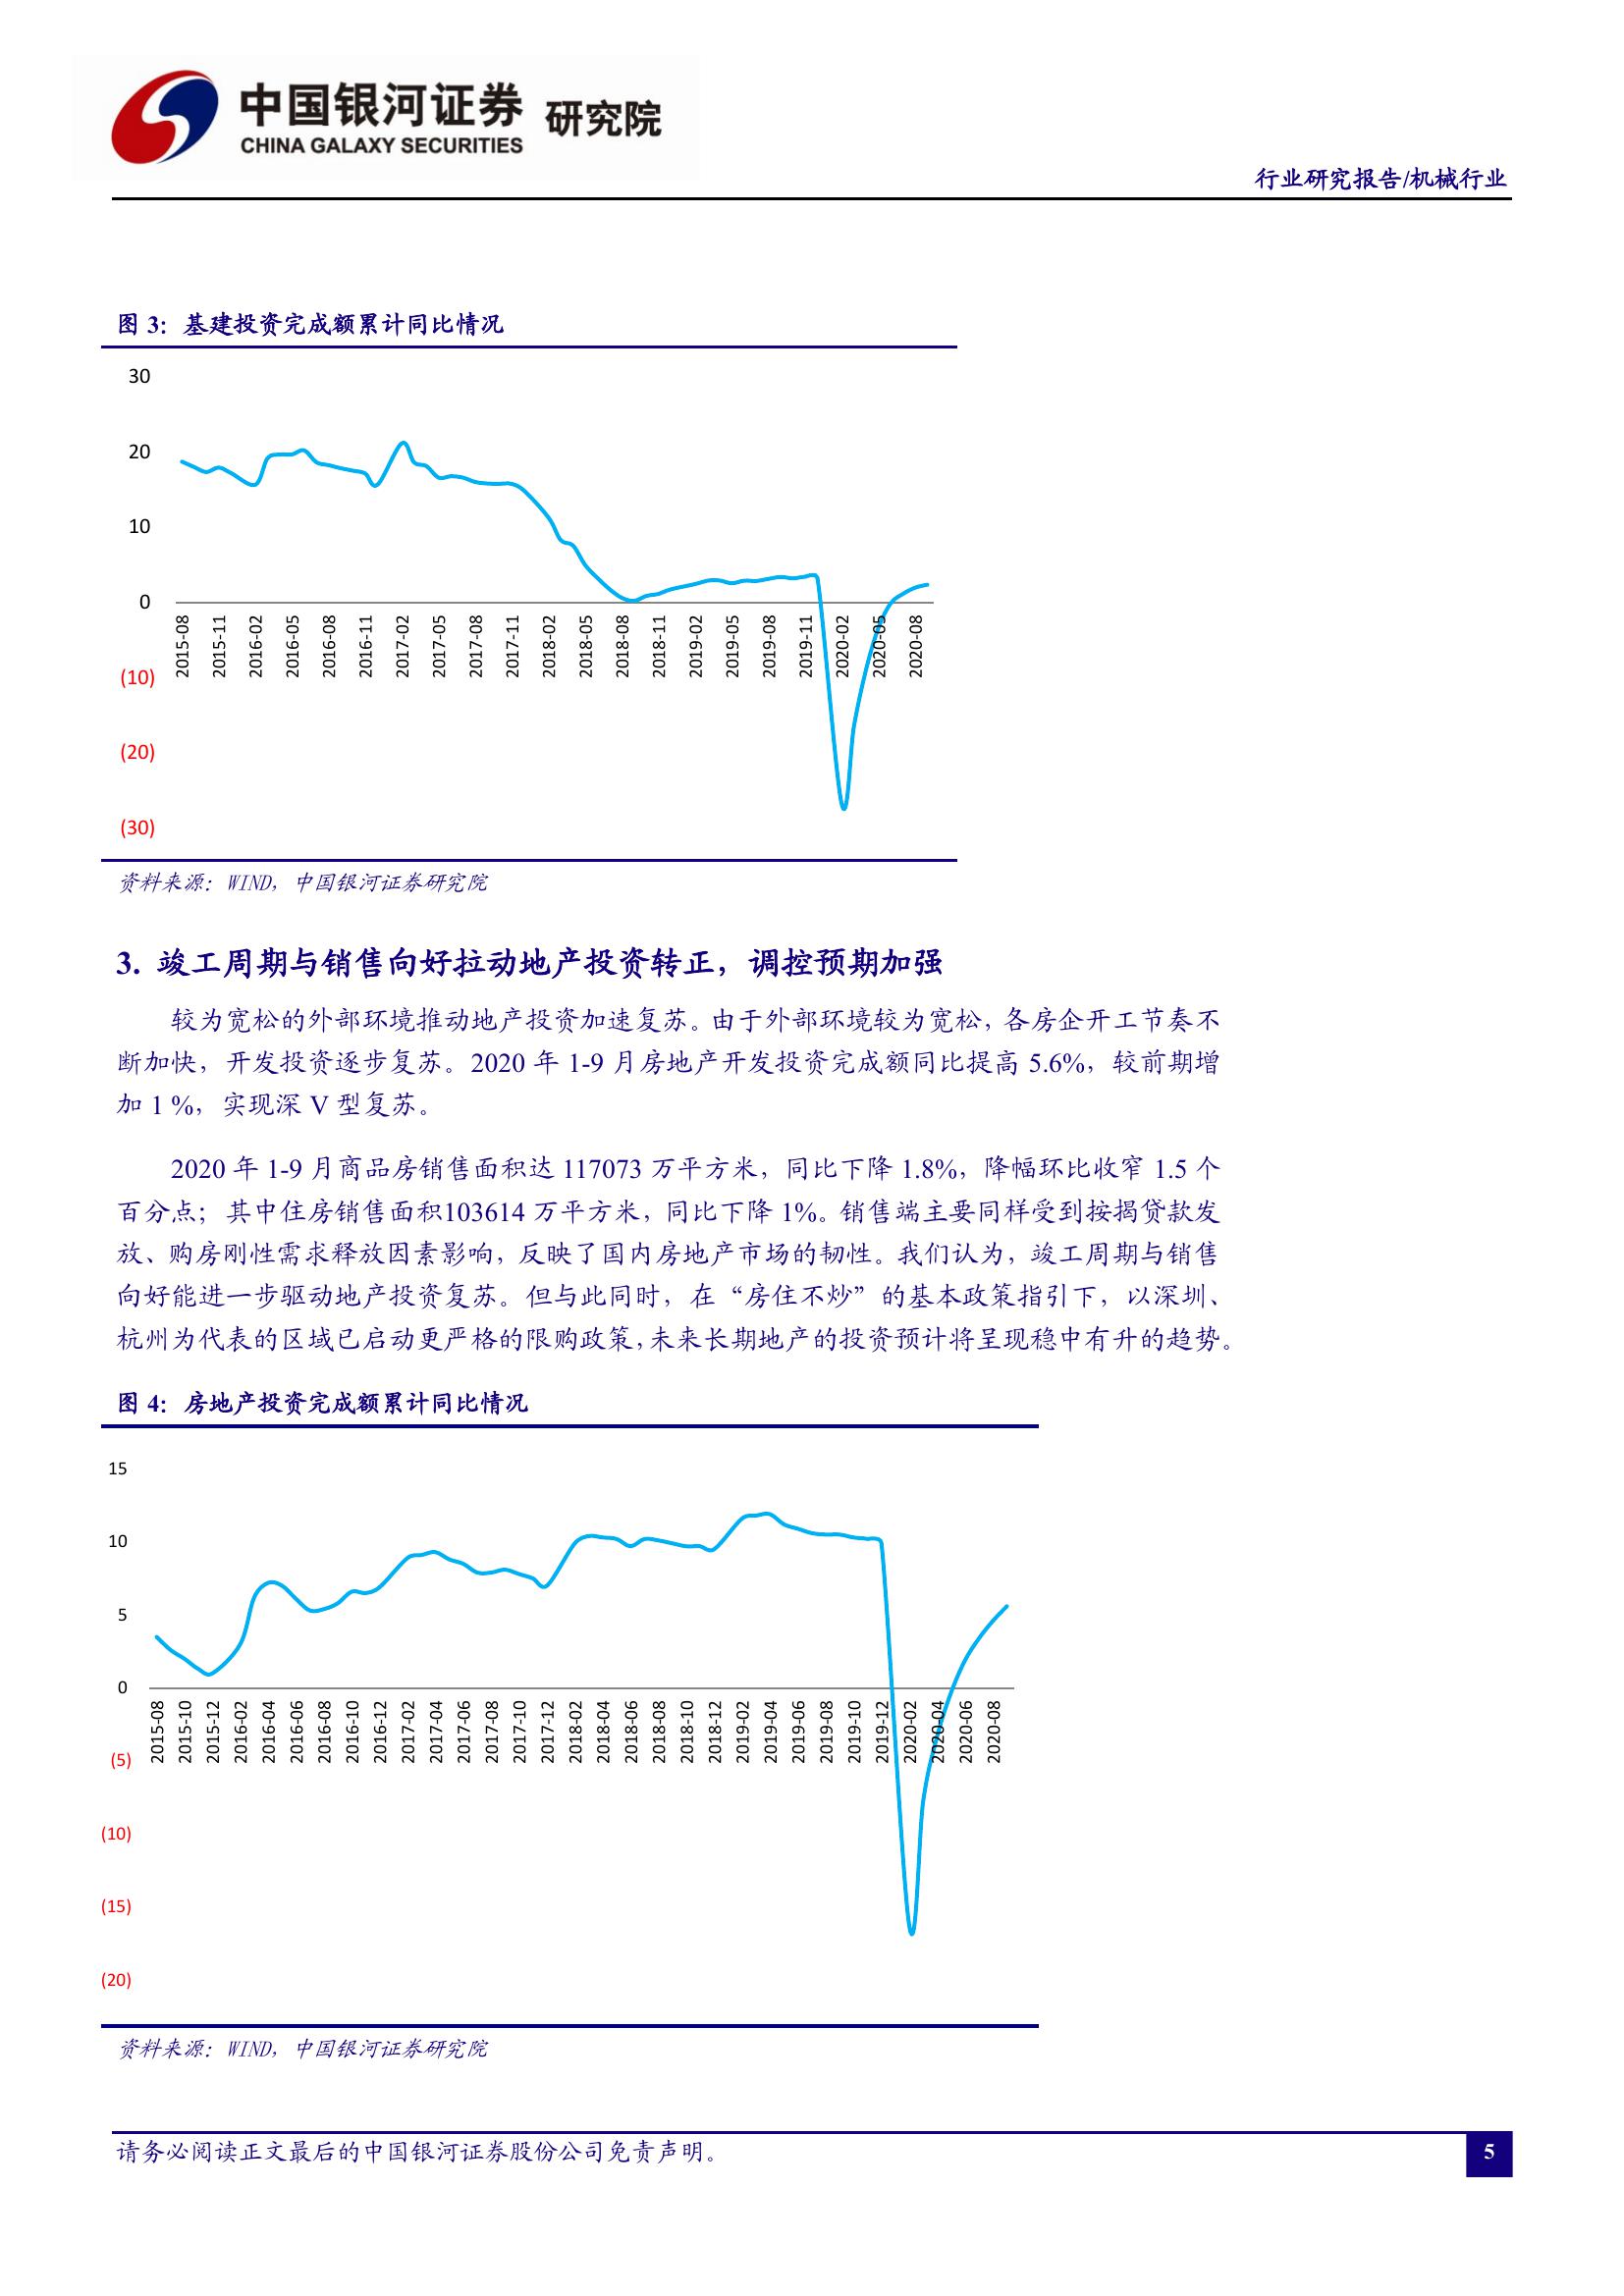 中国银河证券 研究院
CHINA GALAXY SECURITIES
行业研究报告/机械行业
图 3：基建投资完成额累计同比情况
30
20
10
0
(10)
(20)
(30)
2015-08 2015-11 2016-02 2016-05 2016-08 2016-11 2017-02 2017-05 2017-08 2017-11 2018-02 2018-05 2018-08 2018-11 2019-02 2019-05 2019-08 2019-11 2020-02 2020-05 2020-08
资料来源：WIND，中国银河证券研究院
3. 竣工周期与销售向好拉动地产投资转正，调控预期加强
较为宽松的外部环境推动地产投资加速复苏。由于外部环境较为宽松，各房企开工节奏不
断加快，开发投资逐步复苏。2020 年 1-9 月房地产开发投资完成额同比提高 5.6%，较前期增
加 1 %，实现深 V 型复苏。
2020 年 1-9 月商品房销售面积达 117073 万平方米，同比下降 1.8%，降幅环比收窄 1.5 个
百分点；其中住房销售面积103614 万平方米，同比下降 1%。销售端主要同样受到按揭贷款发
放、购房刚性需求释放因素影响，反映了国内房地产市场的韧性。我们认为，竣工周期与销售
向好能进一步驱动地产投资复苏。但与此同时，在“房住不炒”的基本政策指引下，以深圳、
杭州为代表的区域已启动更严格的限购政策，未来长期地产的投资预计将呈现稳中有升的趋势。
图 4：房地产投资完成额累计同比情况
15
10
5
0
(5)
(10)
(15)
(20)
2015-08 2015-10 2015-12 2016-02 2016-04 2016-06 2016-08 2016-10 2016-12 2017-02 2017-04 2017-06 2017-08 2017-10 2017-12 2018-02 2018-04 2018-06 2018-08 2018-10 2018-12 2019-02 2019-04 2019-06 2019-08 2019-10 2019-12 2020-02 2020-04 2020-06 2020-08
资料来源：WIND，中国银河证券研究院
请务必阅读正文最后的中国银河证券股份公司免责声明。
5